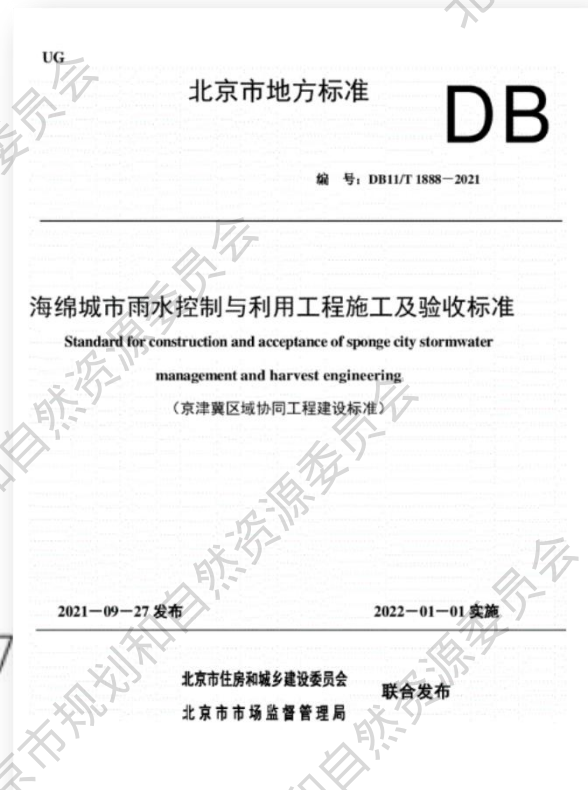 UG
北京市地方标准
DB
编 号：DB11/T 1888－2021
海绵城市雨水控制与利用工程施工及验收标准
Standard for construction and acceptance of sponge city stormwater
management and harvest engineering
（京津冀区域协同工程建设标准）
2021－09－27 发布
2022－01－01 实施
北京市住房和城乡建设委员会
北京市市场监督管理局
联合发布